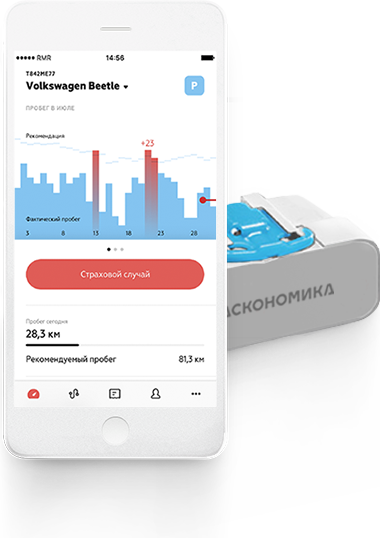 RMR 14:56
T842ME77
Volkswagen Beetle
P
ПРОБЕГ В ИЮЛЕ
Рекомендация
+23
Фактический пробег
3 8 13 18 23 28
Страховой случай
Пробег сегодня
28,3 км
Рекомендуемый пробег 81,3 км
АСКОНОМИКА